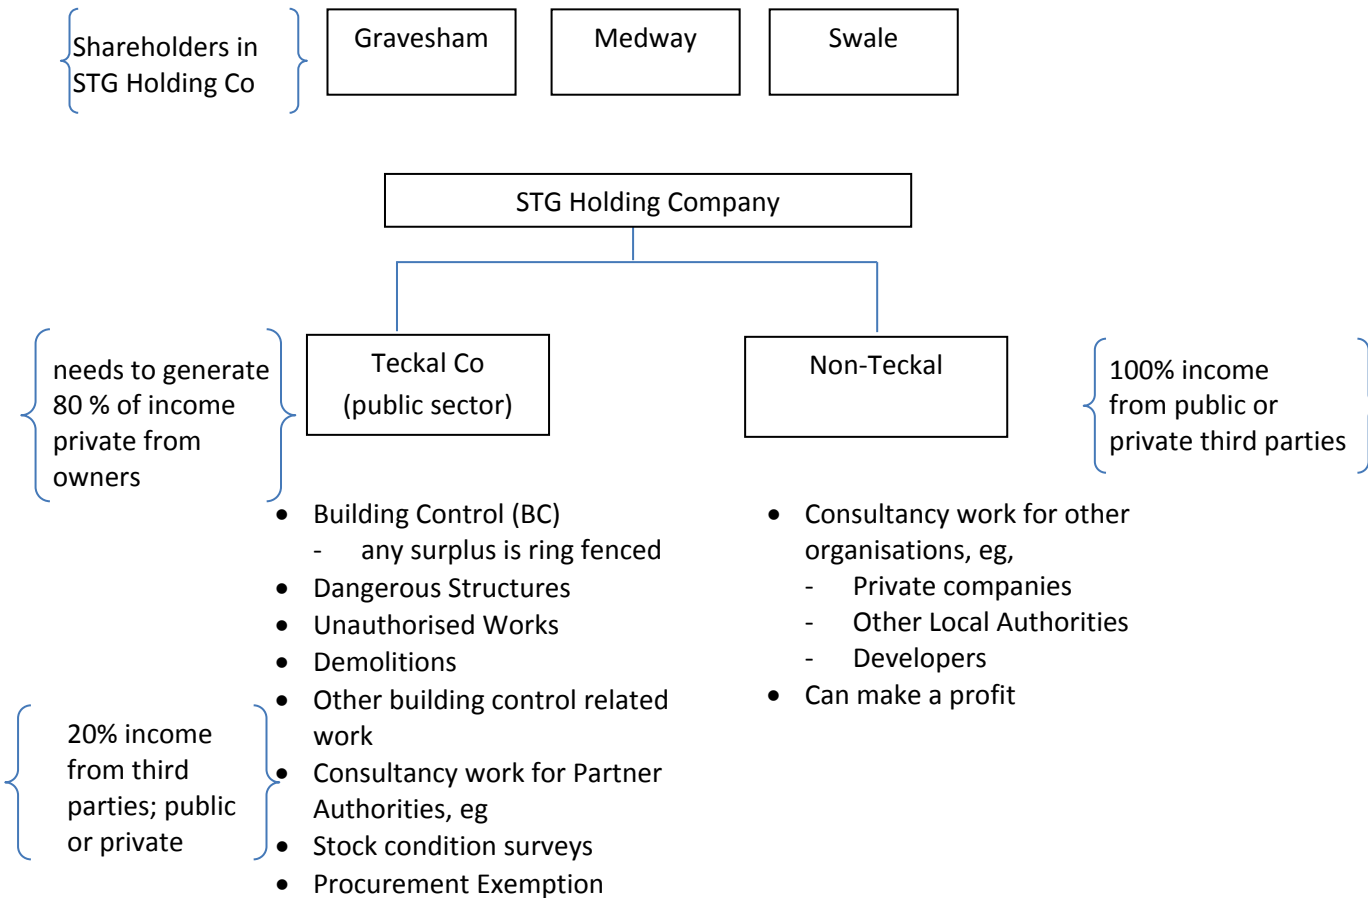 Shareholders in
STG Holding Co
Gravesham
Medway
Swale
STG Holding Company
needs to generate
80 % of income
private from
owners
Teckal Co
(public sector)
Non-Teckal
100% income
from public or
private third parties
• Building Control (BC)
- any surplus is ring fenced
• Dangerous Structures
• Unauthorised Works
• Demolitions
• Other building control related
work
• Consultancy work for Partner
Authorities, eg
• Stock condition surveys
• Procurement Exemption
20% income
from third
parties; public
or private
• Consultancy work for other
organisations, eg,
- Private companies
- Other Local Authorities
- Developers
• Can make a profit